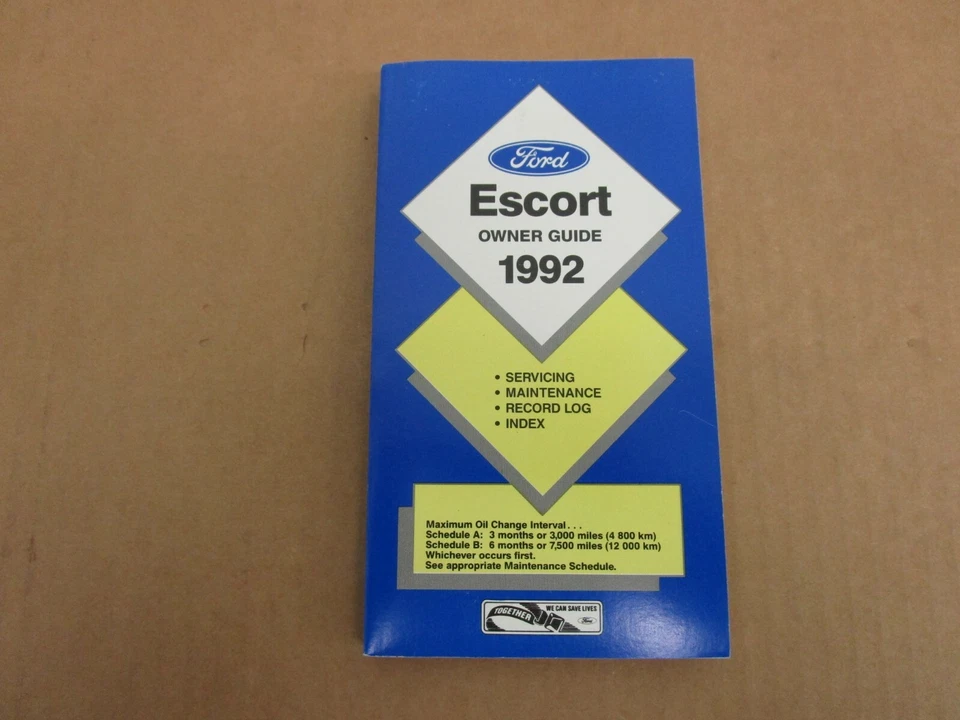 Ford
Escort
OWNER GUIDE
1992
• SERVICING
• MAINTENANCE
• RECORD LOG
• INDEX
Maximum Oil Change Interval . . .
Schedule A: 3 months or 3,000 miles (4 800 km)
Schedule B: 6 months or 7,500 miles (12 000 km)
Whichever occurs first.
See appropriate Maintenance Schedule.
TOGETHER WE CAN SAVE LIVES
Ford